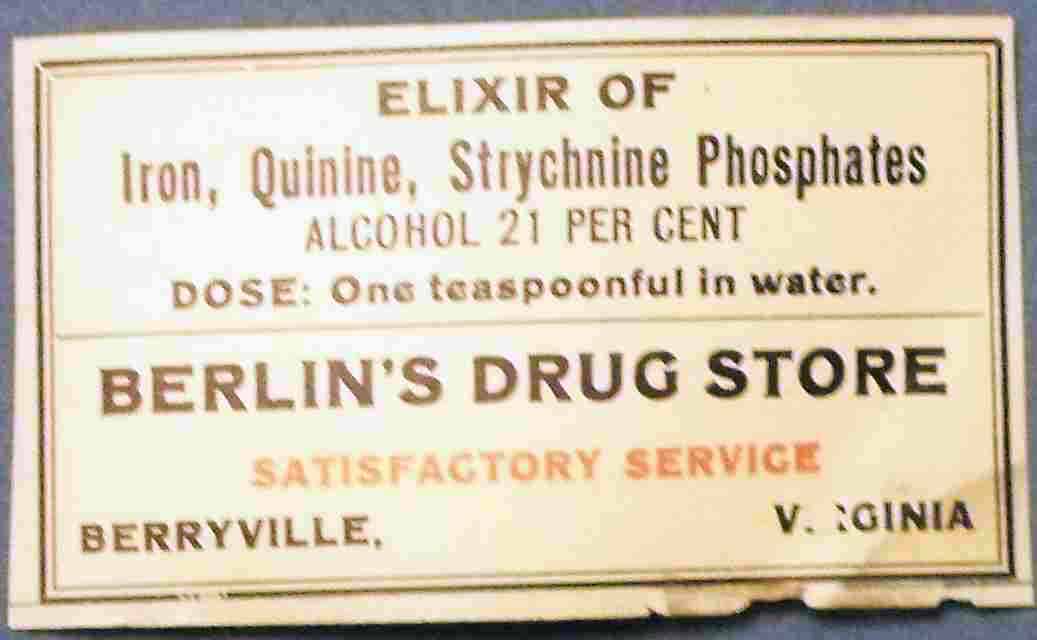 ELIXIR OF
Iron, Quinine, Strychnine Phosphates
ALCOHOL 21 PER CENT
DOSE: One teaspoonful in water.
BERLIN'S DRUG STORE
SATISFACTORY SERVICE
BERRYVILLE, VIRGINIA